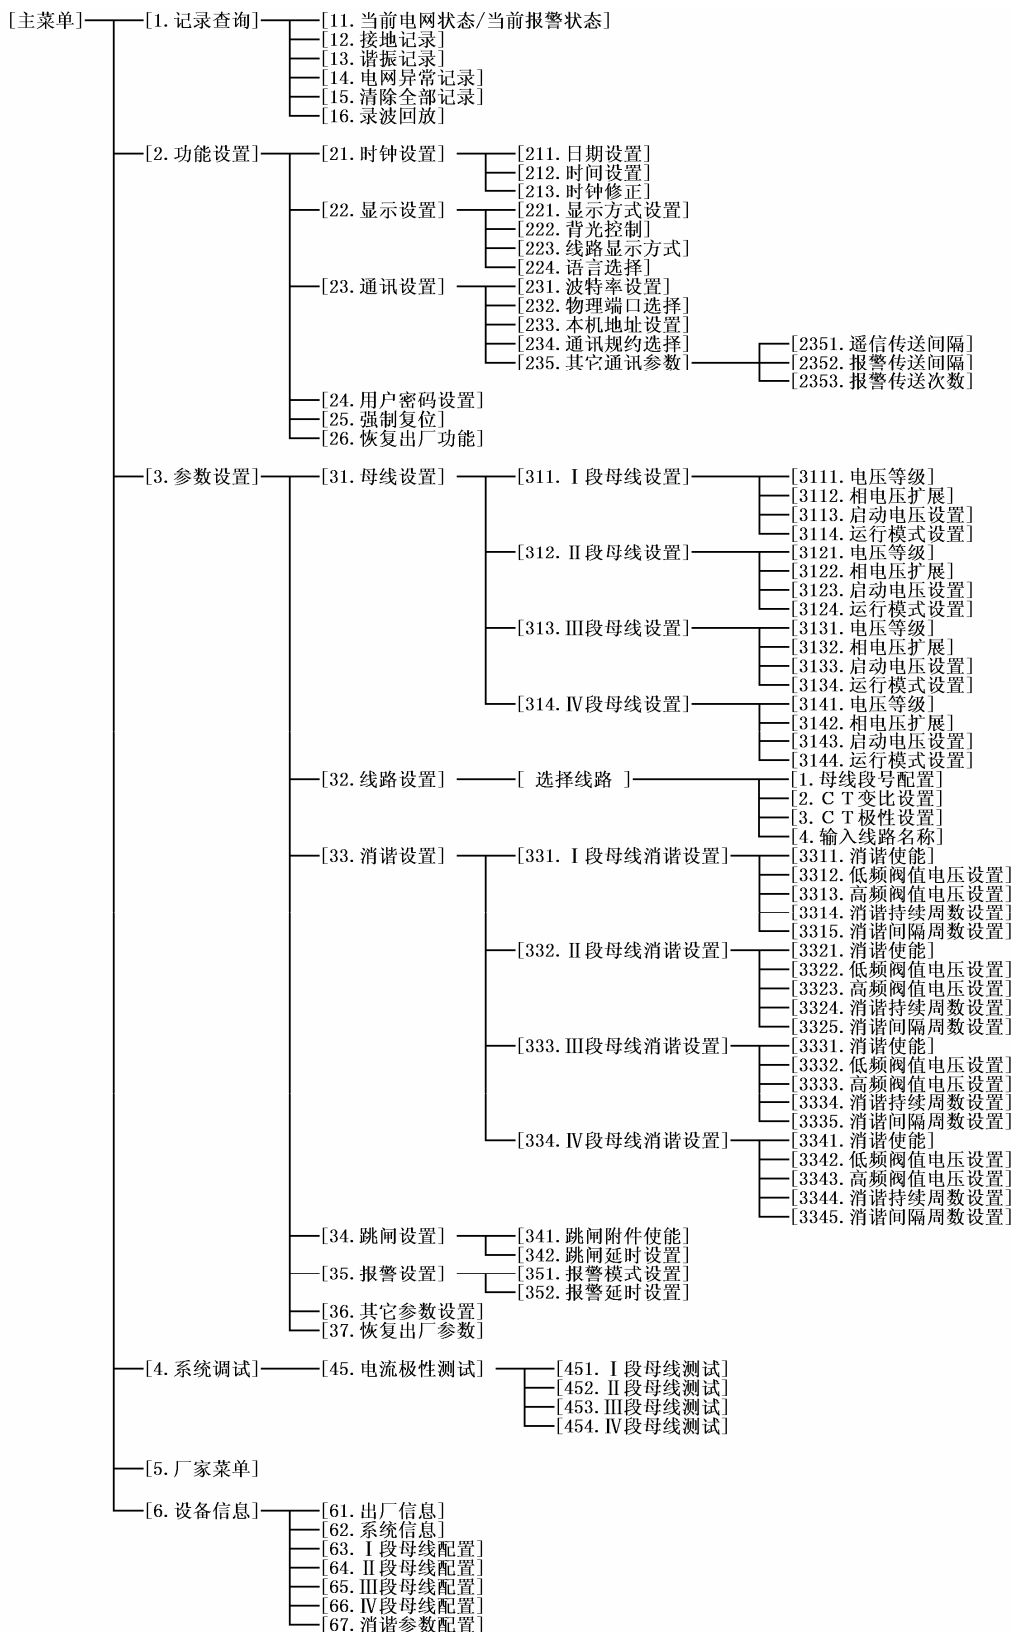 [主菜单] [1.记录查询] [11.当前电网状态/当前报警状态]
[12.接地记录]
[13.谐振记录]
[14.电网异常记录]
[15.清除全部记录]
[16.录波回放]
[2.功能设置] [21.时钟设置] [211.日期设置]
[212.时间设置]
[213.时钟修正]
[22.显示设置] [221.显示方式设置]
[222.背光控制]
[223.线路显示方式]
[224.语言选择]
[23.通讯设置] [231.波特率设置]
[232.物理端口选择]
[233.本机地址设置]
[234.通讯规约选择] [2351.遥信传送间隔]
[235.其它通讯参数] [2352.报警传送间隔]
[2353.报警传送次数]
[24.用户密码设置]
[25.强制复位]
[26.恢复出厂功能]
[3.参数设置] [31.母线设置] [311.Ⅰ段母线设置] [3111.电压等级]
[3112.相电压扩展]
[3113.启动电压设置]
[3114.运行模式设置]
[312.Ⅱ段母线设置] [3121.电压等级]
[3122.相电压扩展]
[3123.启动电压设置]
[3124.运行模式设置]
[313.Ⅲ段母线设置] [3131.电压等级]
[3132.相电压扩展]
[3133.启动电压设置]
[3134.运行模式设置]
[314.Ⅳ段母线设置] [3141.电压等级]
[3142.相电压扩展]
[3143.启动电压设置]
[3144.运行模式设置]
[32.线路设置] [ 选择线路 ] [1.母线段号配置]
[2.ＣＴ变比设置]
[3.ＣＴ极性设置]
[4.输入线路名称]
[33.消谐设置] [331.Ⅰ段母线消谐设置] [3311.消谐使能]
[3312.低频阀值电压设置]
[3313.高频阀值电压设置]
[3314.消谐持续周数设置]
[3315.消谐间隔周数设置]
[332.Ⅱ段母线消谐设置] [3321.消谐使能]
[3322.低频阀值电压设置]
[3323.高频阀值电压设置]
[3324.消谐持续周数设置]
[3325.消谐间隔周数设置]
[333.Ⅲ段母线消谐设置] [3331.消谐使能]
[3332.低频阀值电压设置]
[3333.高频阀值电压设置]
[3334.消谐持续周数设置]
[3335.消谐间隔周数设置]
[334.Ⅳ段母线消谐设置] [3341.消谐使能]
[3342.低频阀值电压设置]
[3343.高频阀值电压设置]
[3344.消谐持续周数设置]
[3345.消谐间隔周数设置]
[34.跳闸设置] [341.跳闸附件使能]
[342.跳闸延时设置]
[35.报警设置] [351.报警模式设置]
[352.报警延时设置]
[36.其它参数设置]
[37.恢复出厂参数]
[4.系统调试] [45.电流极性测试] [451.Ⅰ段母线测试]
[452.Ⅱ段母线测试]
[453.Ⅲ段母线测试]
[454.Ⅳ段母线测试]
[5.厂家菜单]
[6.设备信息] [61.出厂信息]
[62.系统信息]
[63.Ⅰ段母线配置]
[64.Ⅱ段母线配置]
[65.Ⅲ段母线配置]
[66.Ⅳ段母线配置]
[67.消谐参数配置]